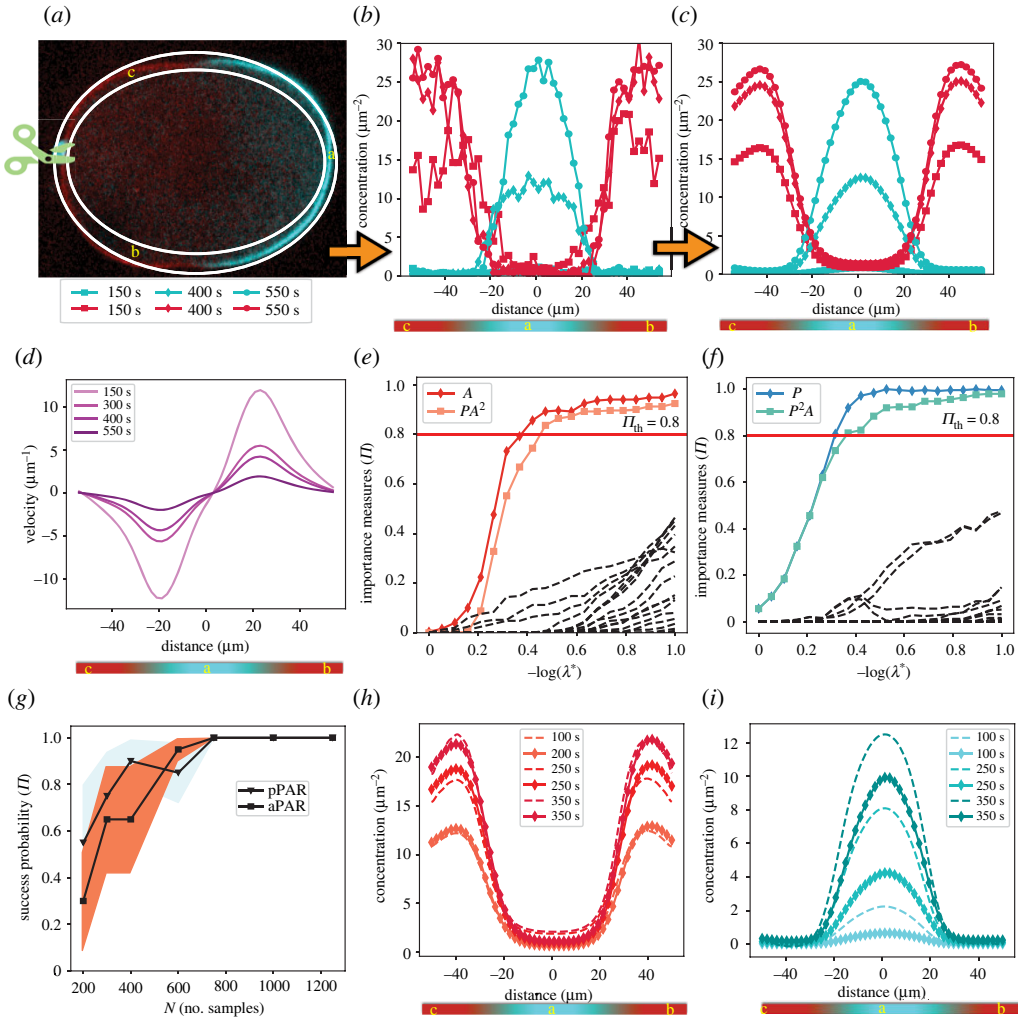 (a)
(b)
(c)
c
a
b
150 s 400 s 550 s
150 s 400 s 550 s
30
25
20
15
10
5
0
concentration (µm⁻²)
−40 −20 0 20 40
distance (µm)
c a b
30
25
20
15
10
5
0
concentration (µm⁻²)
−40 −20 0 20 40
distance (µm)
c a b
(d)
150 s
300 s
400 s
550 s
10
5
0
−5
−10
velocity (µm⁻¹)
−40 −20 0 20 40
distance (µm)
c a b
(e)
A
PA²
Πth = 0.8
1.0
0.8
0.6
0.4
0.2
0
importance measures (Π)
0 0.2 0.4 0.6 0.8 1.0
−log(λ*)
(f)
P
P²A
Πth = 0.8
1.0
0.8
0.6
0.4
0.2
0
importance measures (Π)
0 0.2 0.4 0.6 0.8 1.0
−log(λ*)
(g)
1.0
0.8
0.6
0.4
0.2
0
success probability (Π)
pPAR
aPAR
200 400 600 800 1000 1200
N (no. samples)
(h)
100 s
200 s
250 s
250 s
350 s
350 s
20
15
10
5
0
concentration (µm⁻²)
−40 −20 0 20 40
distance (µm)
c a b
(i)
100 s
100 s
250 s
250 s
350 s
350 s
12
10
8
6
4
2
0
concentration (µm⁻²)
−40 −20 0 20 40
distance (µm)
c a b